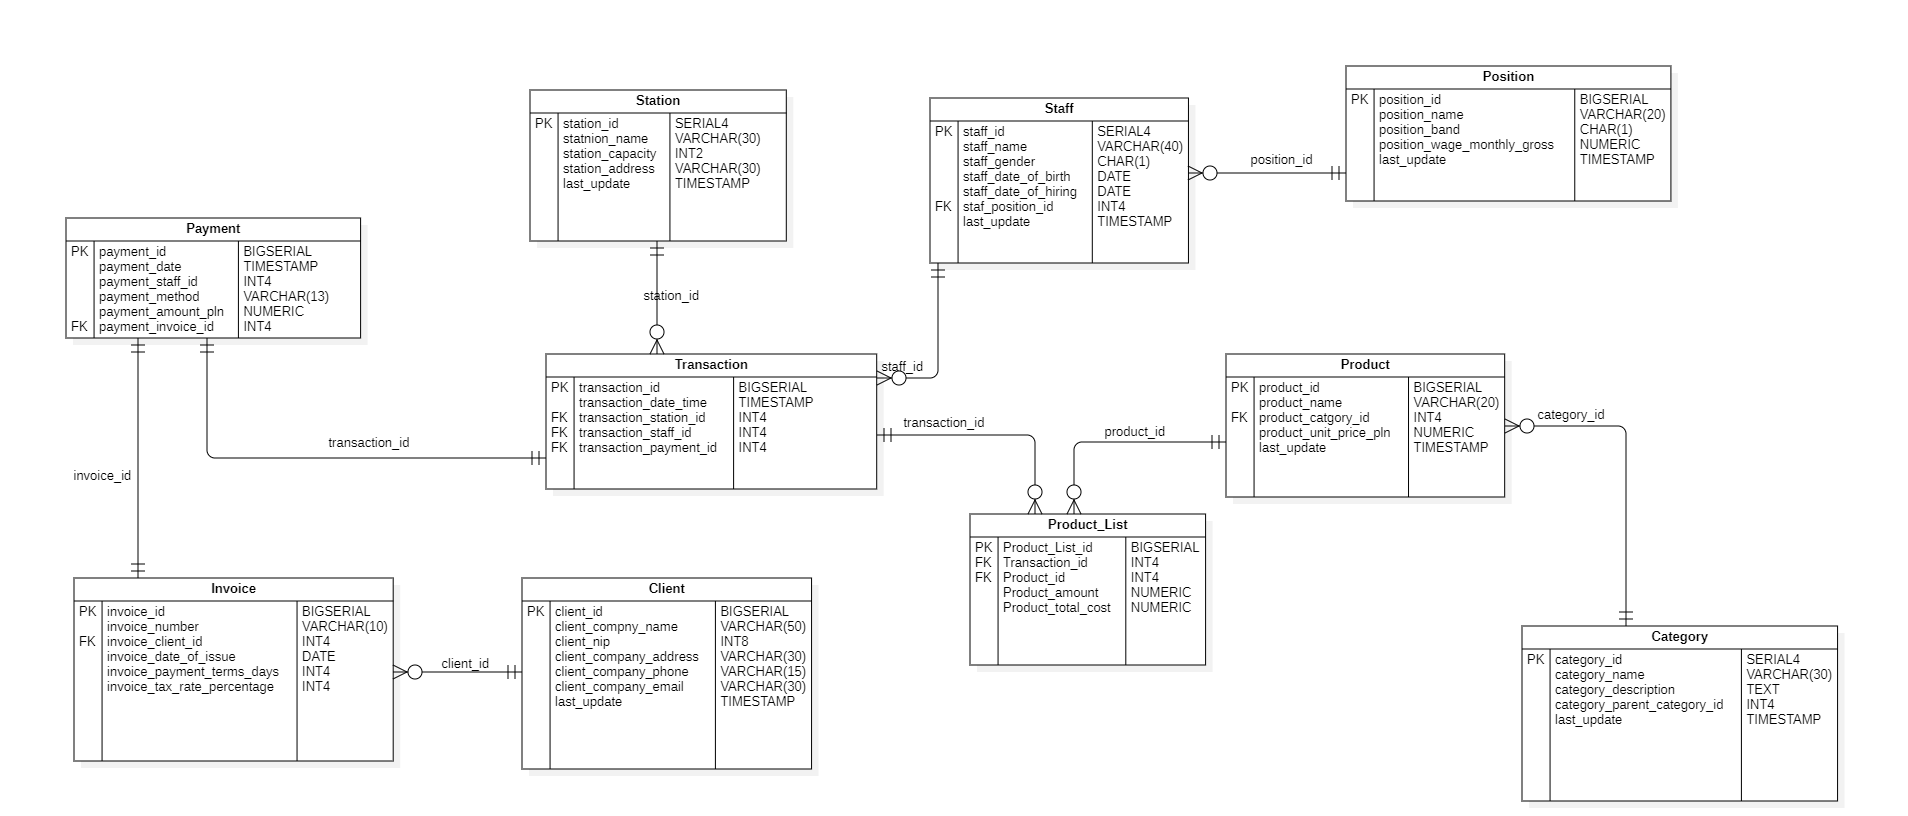 Position
PK position_id BIGSERIAL
position_name VARCHAR(20)
position_band CHAR(1)
position_wage_monthly_gross NUMERIC
last_update TIMESTAMP
Station
PK station_id SERIAL4
statnion_name VARCHAR(30)
station_capacity INT2
station_address VARCHAR(30)
last_update TIMESTAMP
Staff
PK staff_id SERIAL4
staff_name VARCHAR(40)
staff_gender CHAR(1)
staff_date_of_birth DATE
staff_date_of_hiring DATE
FK staf_position_id INT4
last_update TIMESTAMP
position_id
Payment
PK payment_id BIGSERIAL
payment_date TIMESTAMP
payment_staff_id INT4
payment_method VARCHAR(13)
payment_amount_pln NUMERIC
FK payment_invoice_id INT4
station_id
Transaction
PK transaction_id BIGSERIAL
transaction_date_time TIMESTAMP
FK transaction_station_id INT4
FK transaction_staff_id INT4
FK transaction_payment_id INT4
staff_id
Product
PK product_id BIGSERIAL
product_name VARCHAR(20)
FK product_catgory_id INT4
product_unit_price_pln NUMERIC
last_update TIMESTAMP
category_id
transaction_id
product_id
transaction_id
invoice_id
Product_List
PK Product_List_id BIGSERIAL
FK Transaction_id INT4
FK Product_id INT4
Product_amount NUMERIC
Product_total_cost NUMERIC
Invoice
PK invoice_id BIGSERIAL
invoice_number VARCHAR(10)
FK invoice_client_id INT4
invoice_date_of_issue DATE
invoice_payment_terms_days INT4
invoice_tax_rate_percentage INT4
client_id
Client
PK client_id BIGSERIAL
client_compny_name VARCHAR(50)
client_nip INT8
client_company_address VARCHAR(30)
client_company_phone VARCHAR(15)
client_company_email VARCHAR(30)
last_update TIMESTAMP
Category
PK category_id SERIAL4
category_name VARCHAR(30)
category_description TEXT
category_parent_category_id INT4
last_update TIMESTAMP